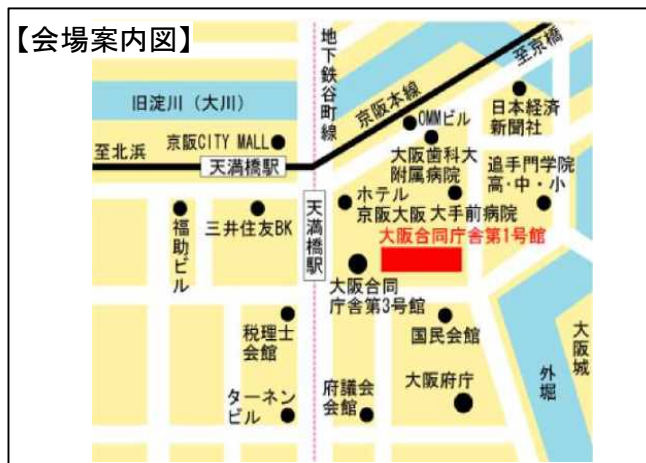 【会場案内図】
地下鉄谷町線
至京橋
京阪本線
旧淀川（大川）
OMMビル
日本経済
新聞社
京阪CITY MALL
至北浜
天満橋駅
大阪歯科大
附属病院
追手門学院
高・中・小
ホテル
京阪大阪
大手前病院
福助ビル
三井住友BK
天満橋駅
大阪合同庁舎第1号館
大阪合同
庁舎第3号館
税理士
会館
国民会館
大阪城
外堀
ターネン
ビル
府議会
会館
大阪府庁